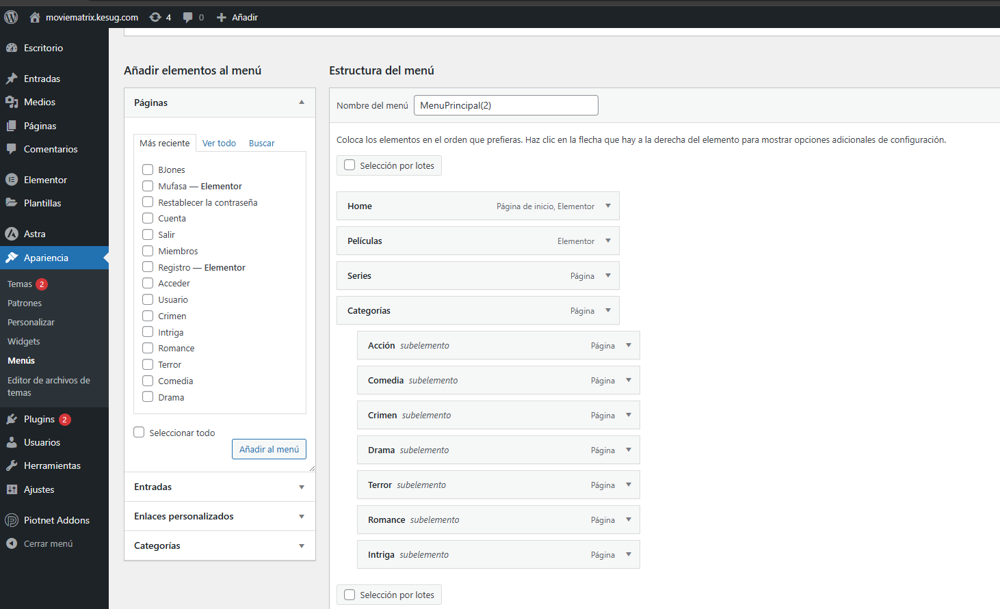 moviematrix.kesug.com 4 0 Añadir
Escritorio
Entradas
Medios
Páginas
Comentarios
Elementor
Plantillas
Astra
Apariencia
Temas 2
Patrones
Personalizar
Widgets
Menús
Editor de archivos de
temas
Plugins 2
Usuarios
Herramientas
Ajustes
Piotnet Addons
Cerrar menú
Añadir elementos al menú
Páginas
Más reciente Ver todo Buscar
BJones
Mufasa — Elementor
Restablecer la contraseña
Cuenta
Salir
Miembros
Registro — Elementor
Acceder
Usuario
Crimen
Intriga
Romance
Terror
Comedia
Drama
Seleccionar todo
Añadir al menú
Entradas
Enlaces personalizados
Categorías
Estructura del menú
Nombre del menú MenuPrincipal(2)
Coloca los elementos en el orden que prefieras. Haz clic en la flecha que hay a la derecha del elemento para mostrar opciones adicionales de configuración.
Selección por lotes
Home Página de inicio, Elementor
Películas Elementor
Series Página
Categorías Página
Acción subelemento Página
Comedia subelemento Página
Crimen subelemento Página
Drama subelemento Página
Terror subelemento Página
Romance subelemento Página
Intriga subelemento Página
Selección por lotes